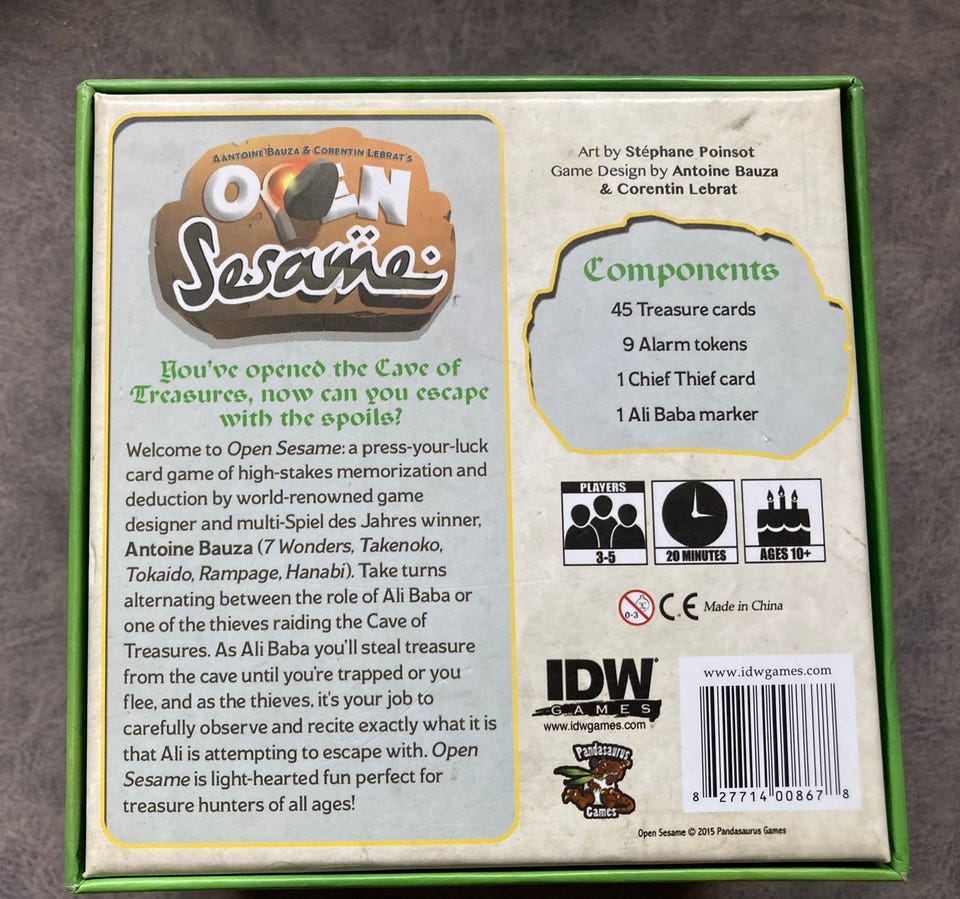 AANTOINE BAUZA & CORENTIN LEBRAT'S
OPEN
Sesame
You've opened the Cave of
Treasures, now can you escape
with the spoils?
Welcome to Open Sesame: a press-your-luck
card game of high-stakes memorization and
deduction by world-renowned game
designer and multi-Spiel des Jahres winner,
Antoine Bauza (7 Wonders, Takenoko,
Tokaido, Rampage, Hanabi). Take turns
alternating between the role of Ali Baba or
one of the thieves raiding the Cave of
Treasures. As Ali Baba you'll steal treasure
from the cave until you're trapped or you
flee, and as the thieves, it's your job to
carefully observe and recite exactly what it is
that Ali is attempting to escape with. Open
Sesame is light-hearted fun perfect for
treasure hunters of all ages!
Art by Stéphane Poinsot
Game Design by Antoine Bauza
& Corentin Lebrat
Components
45 Treasure cards
9 Alarm tokens
1 Chief Thief card
1 Ali Baba marker
PLAYERS
3-5
20 MINUTES
AGES 10+
0-3
CE Made in China
IDW
GAMES
www.idwgames.com
Pandasaurus
Games
www.idwgames.com
8 27714 00867 8
Open Sesame © 2015 Pandasaurus Games